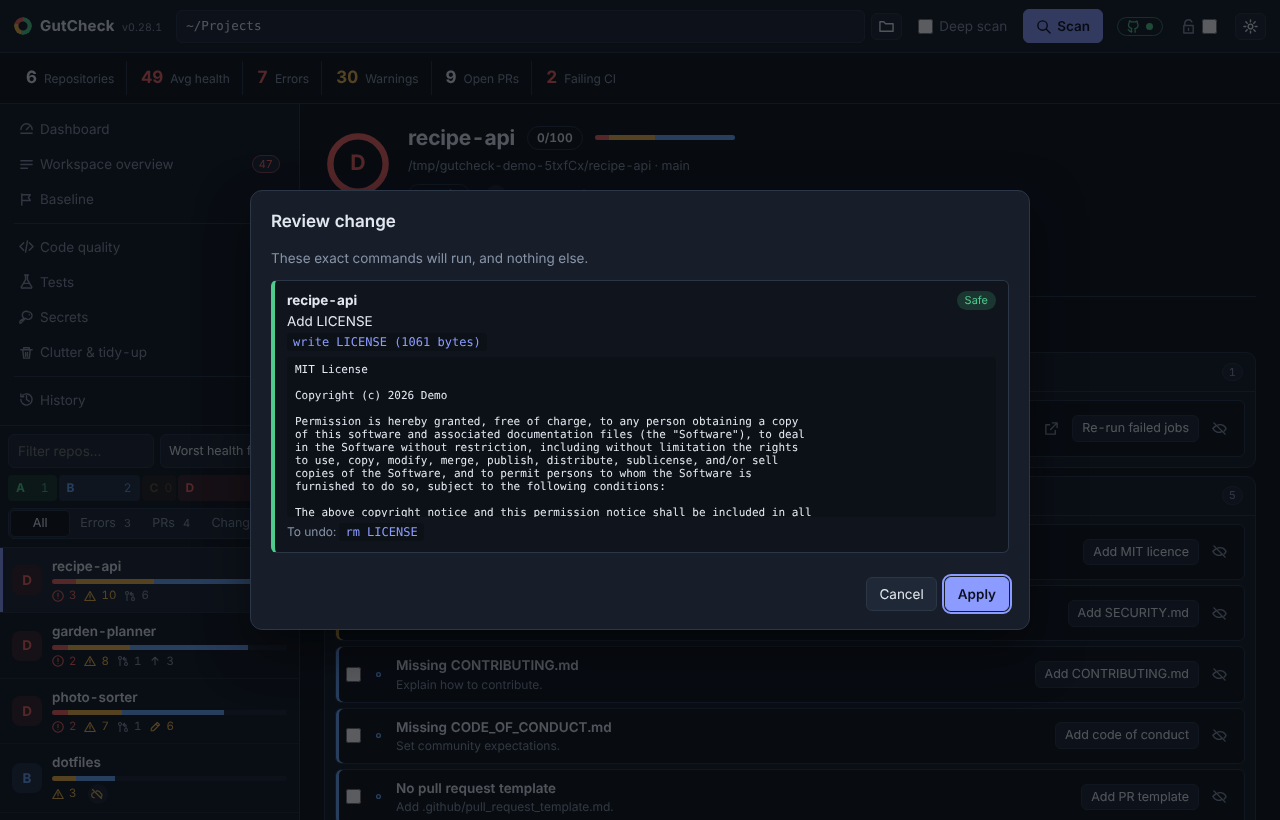 GutCheck v0.28.1
~/Projects
Deep scan
Scan
6 Repositories
49 Avg health
7 Errors
30 Warnings
9 Open PRs
2 Failing CI
Dashboard
Workspace overview 47
Baseline
Code quality
Tests
Secrets
Clutter & tidy-up
History
Filter repos...
Worst health f
A 1
B 2
C 0
D
All
Errors 3
PRs 4
Chang
D
recipe-api
3 10 6
D
garden-planner
2 8 1 3
D
photo-sorter
2 7 1 6
B
dotfiles
3
D
recipe-api 0/100
/tmp/gutcheck-demo-5txfCx/recipe-api · main
Review change
These exact commands will run, and nothing else.
recipe-api
Safe
Add LICENSE
write LICENSE (1061 bytes)
MIT License
Copyright (c) 2026 Demo
Permission is hereby granted, free of charge, to any person obtaining a copy
of this software and associated documentation files (the "Software"), to deal
in the Software without restriction, including without limitation the rights
to use, copy, modify, merge, publish, distribute, sublicense, and/or sell
copies of the Software, and to permit persons to whom the Software is
furnished to do so, subject to the following conditions:
The above copyright notice and this permission notice shall be included in all
To undo: rm LICENSE
Cancel
Apply
1
Re-run failed jobs
5
Add MIT licence
Add SECURITY.md
Missing CONTRIBUTING.md
Explain how to contribute.
Add CONTRIBUTING.md
Missing CODE_OF_CONDUCT.md
Set community expectations.
Add code of conduct
No pull request template
Add .github/pull_request_template.md.
Add PR template